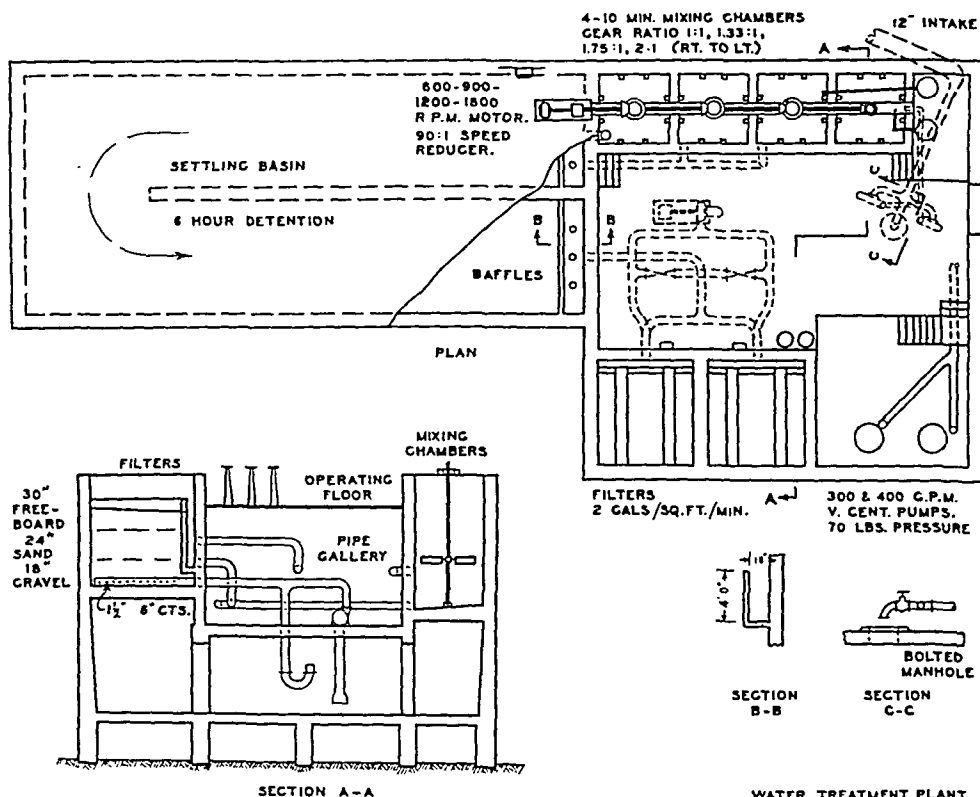 4-10 MIN. MIXING CHAMBERS
GEAR RATIO 1:1, 1.33:1,
1.75:1, 2-1 (RT. TO LT.)
A
12" INTAKE
600-900-
1200-1800
R.P.M. MOTOR.
90:1 SPEED
REDUCER.
SETTLING BASIN
6 HOUR DETENTION
B
B
C
C
BAFFLES
PLAN
FILTERS
2 GALS/SQ.FT./MIN.
A
300 & 400 G.P.M.
V. CENT. PUMPS.
70 LBS. PRESSURE
FILTERS
OPERATING
FLOOR
MIXING
CHAMBERS
30"
FREE-
BOARD
24"
SAND
18"
GRAVEL
PIPE
GALLERY
1½" 6" CTS.
SECTION A-A
18"
4'0"
SECTION
B-B
BOLTED
MANHOLE
SECTION
C-C
WATER TREATMENT PLANT